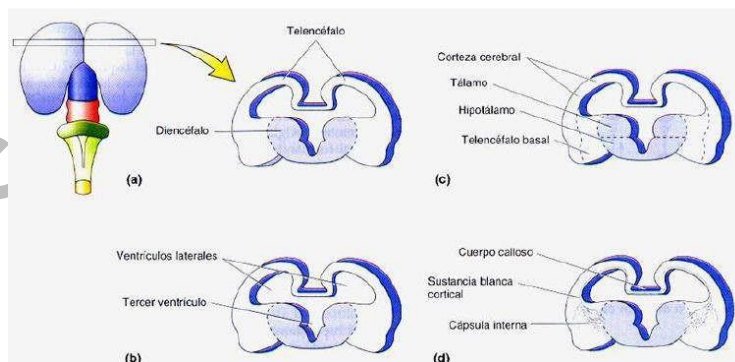 Telencéfalo
Diencéfalo
(a)
Corteza cerebral
Tálamo
Hipotálamo
Telencéfalo basal
(c)
Ventrículos laterales
Tercer ventrículo
(b)
Cuerpo calloso
Sustancia blanca
cortical
Cápsula interna
(d)